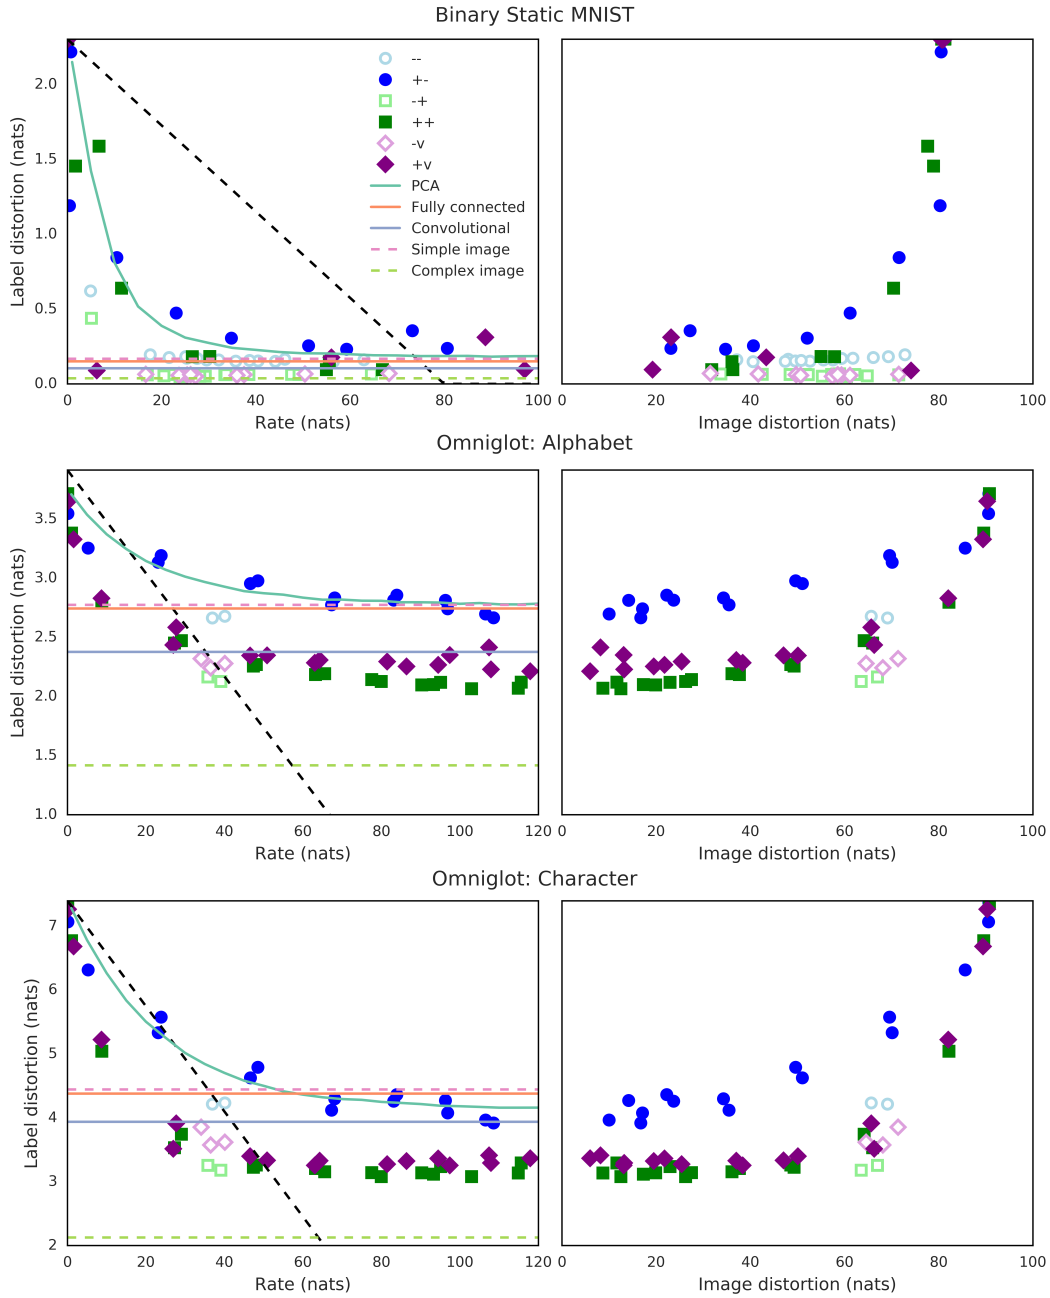 Binary Static MNIST
Label distortion (nats)
2.0
1.5
1.0
0.5
0.0
--
+-
-+
++
-v
+v
PCA
Fully connected
Convolutional
Simple image
Complex image
0 20 40 60 80 100
Rate (nats)
0 20 40 60 80 100
Image distortion (nats)
Omniglot: Alphabet
Label distortion (nats)
3.5
3.0
2.5
2.0
1.5
1.0
0 20 40 60 80 100 120
Rate (nats)
0 20 40 60 80 100
Image distortion (nats)
Omniglot: Character
Label distortion (nats)
7
6
5
4
3
2
0 20 40 60 80 100 120
Rate (nats)
0 20 40 60 80 100
Image distortion (nats)